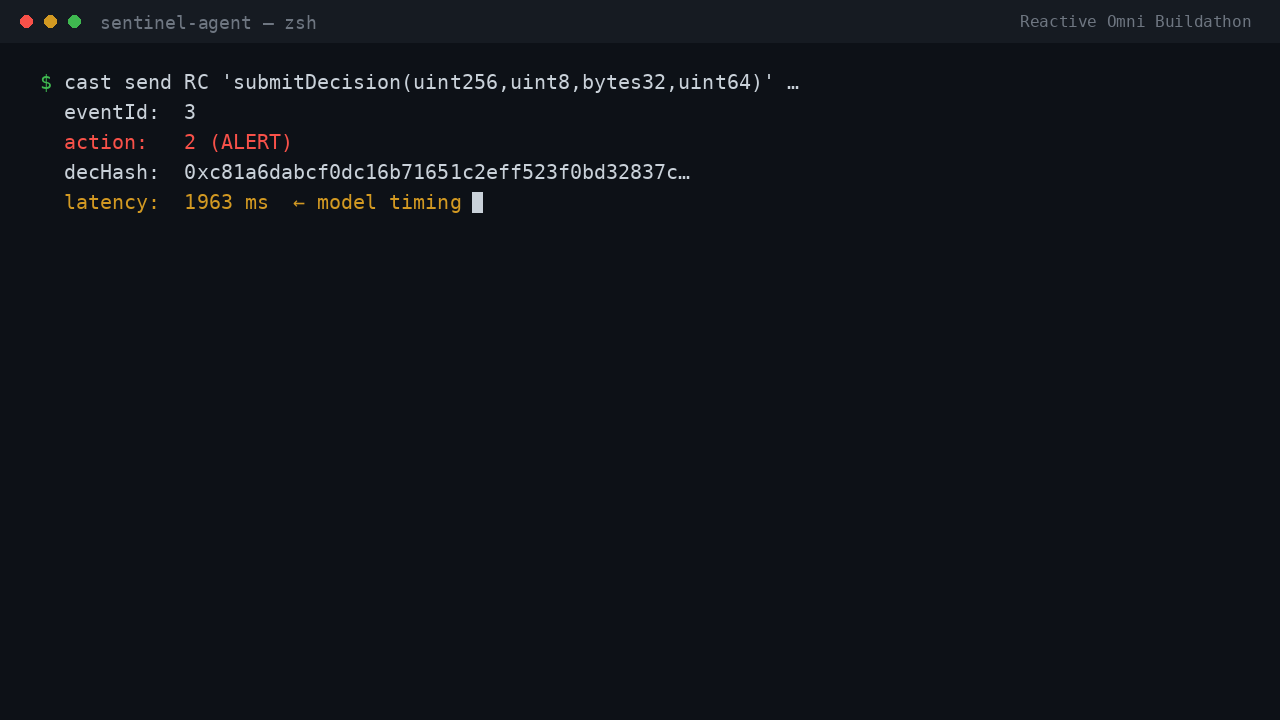 sentinel-agent — zsh
Reactive Omni Buildathon
$ cast send RC 'submitDecision(uint256,uint8,bytes32,uint64)' …
eventId: 3
action: 2 (ALERT)
decHash: 0xc81a6dabcf0dc16b71651c2eff523f0bd32837c…
latency: 1963 ms ← model timing